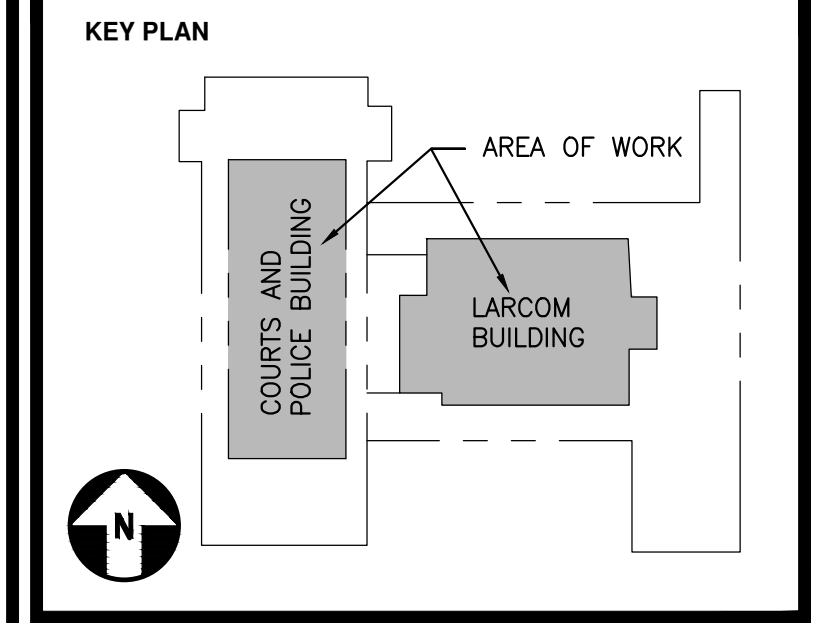 KEY PLAN
AREA OF WORK
COURTS AND
POLICE BUILDING
LARCOM
BUILDING
N